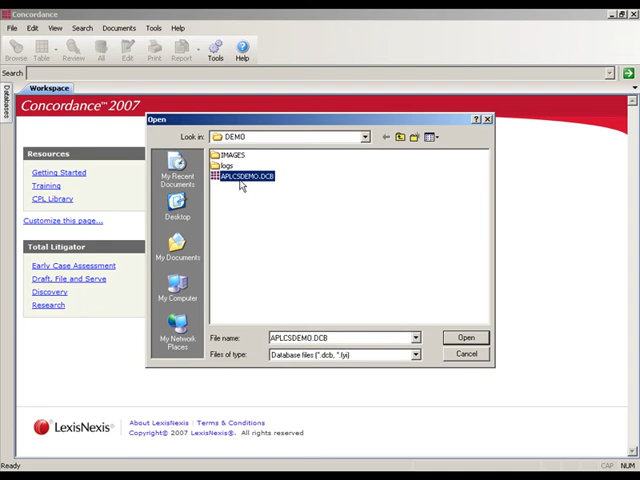 Concordance
File Edit View Search Documents Tools Help
Browse Table Review All Edit Print Report Tools Help
Search
Databases
Workspace
Concordance™ 2007
Resources
Getting Started
Training
CPL Library
Customize this page...
Total Litigator
Early Case Assessment
Draft, File and Serve
Discovery
Research
Open
Look in: DEMO
My Recent Documents
Desktop
My Documents
My Computer
My Network Places
IMAGES
logs
APLCSDEMO.DCB
File name: APLCSDEMO.DCB Open
Files of type: Database files (*.dcb, *.fyi) Cancel
LexisNexis
About LexisNexis | Terms & Conditions
Copyright© 2007 LexisNexis®. All rights reserved
Ready CAP NUM